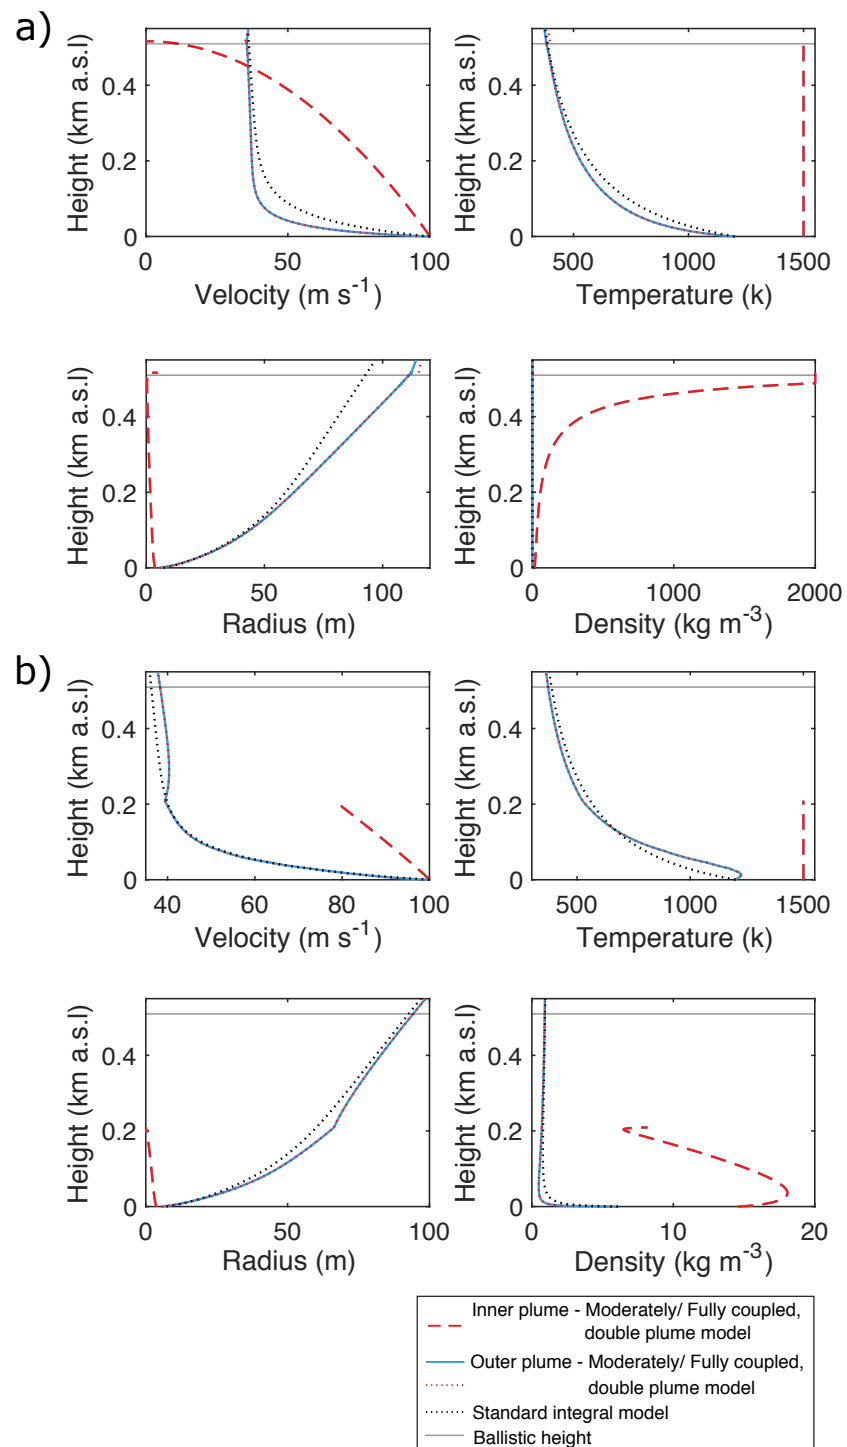 a)
Height (km a.s.l)
0.4
0.2
0
0 50 100
Velocity (m s-1)
Height (km a.s.l)
0.4
0.2
0
500 1000 1500
Temperature (k)
Height (km a.s.l)
0.4
0.2
0
0 50 100
Radius (m)
Height (km a.s.l)
0.4
0.2
0
0 1000 2000
Density (kg m-3)
b)
Height (km a.s.l)
0.4
0.2
0
40 60 80 100
Velocity (m s-1)
Height (km a.s.l)
0.4
0.2
0
500 1000 1500
Temperature (k)
Height (km a.s.l)
0.4
0.2
0
0 50 100
Radius (m)
Height (km a.s.l)
0.4
0.2
0
0 10 20
Density (kg m-3)
Inner plume - Moderately/ Fully coupled,
double plume model
Outer plume - Moderately/ Fully coupled,
double plume model
Standard integral model
Ballistic height